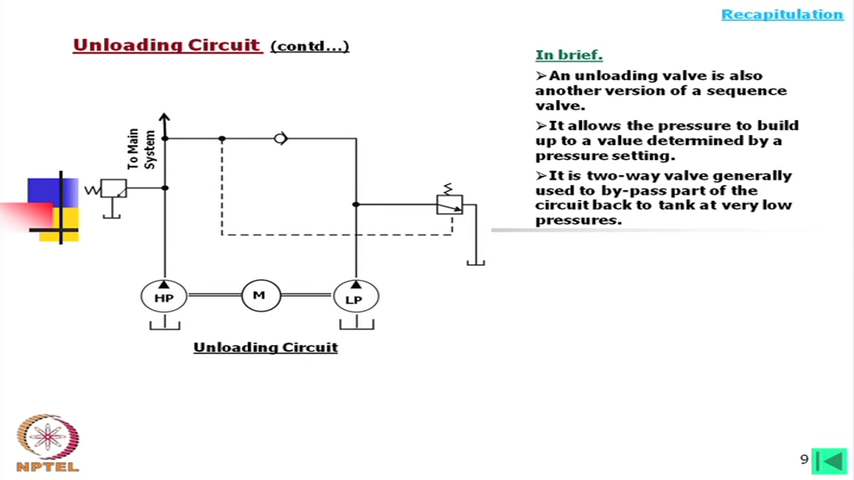 Recapitulation
Unloading Circuit (contd...)
In brief.
➢An unloading valve is also
another version of a sequence
valve.
➢It allows the pressure to build
up to a value determined by a
pressure setting.
➢It is two-way valve generally
used to by-pass part of the
circuit back to tank at very low
pressures.
To Main
System
HP
M
LP
Unloading Circuit
NPTEL
9